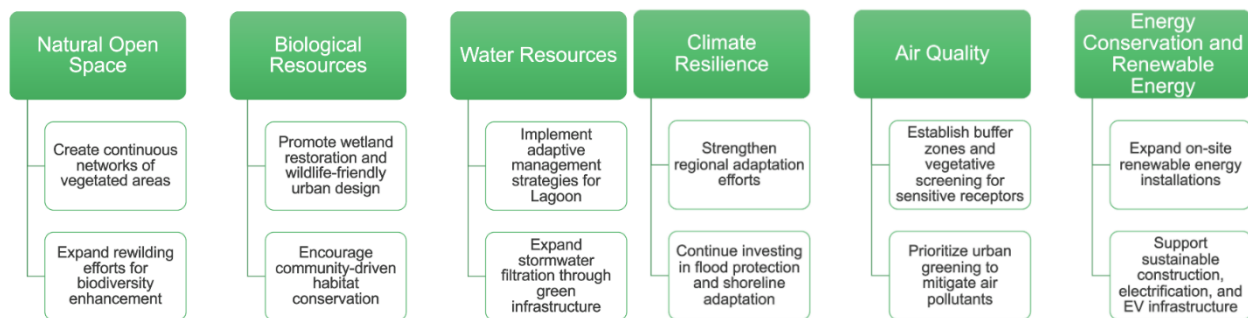 Natural Open
Space
Create continuous
networks of
vegetated areas
Expand rewilding
efforts for
biodiversity
enhancement
Biological
Resources
Promote wetland
restoration and
wildlife-friendly
urban design
Encourage
community-driven
habitat
conservation
Water Resources
Implement
adaptive
management
strategies for
Lagoon
Expand
stormwater
filtration through
green
infrastructure
Climate
Resilience
Strengthen
regional adaptation
efforts
Continue investing
in flood protection
and shoreline
adaptation
Air Quality
Establish buffer
zones and
vegetative
screening for
sensitive receptors
Prioritize urban
greening to
mitigate air
pollutants
Energy
Conservation and
Renewable
Energy
Expand on-site
renewable energy
installations
Support
sustainable
construction,
electrification, and
EV infrastructure